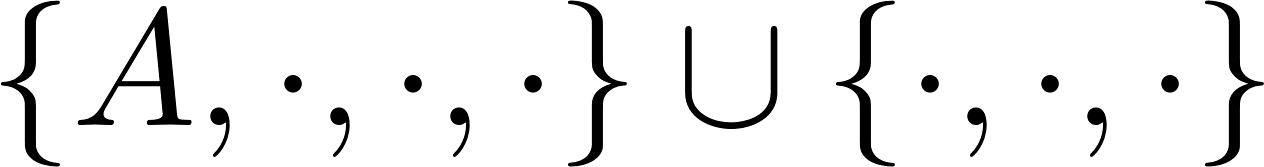 {A, ·, ·, ·} ∪ {·, ·, ·}